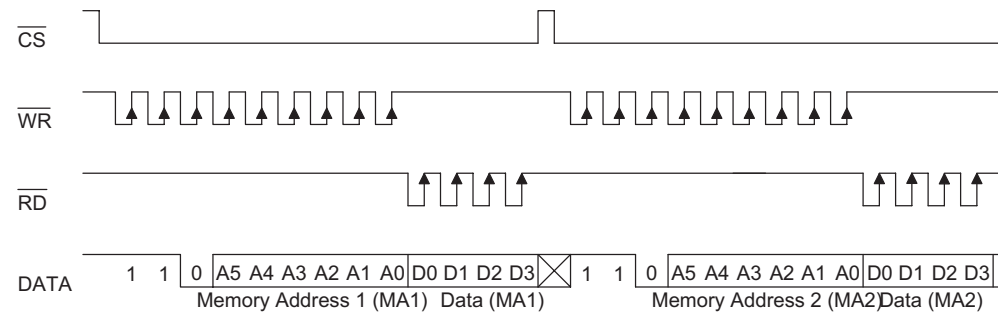 CS
WR
RD
DATA 1 1 0 A5 A4 A3 A2 A1 A0 D0 D1 D2 D3 1 1 0 A5 A4 A3 A2 A1 A0 D0 D1 D2 D3
Memory Address 1 (MA1) Data (MA1) Memory Address 2 (MA2) Data (MA2)